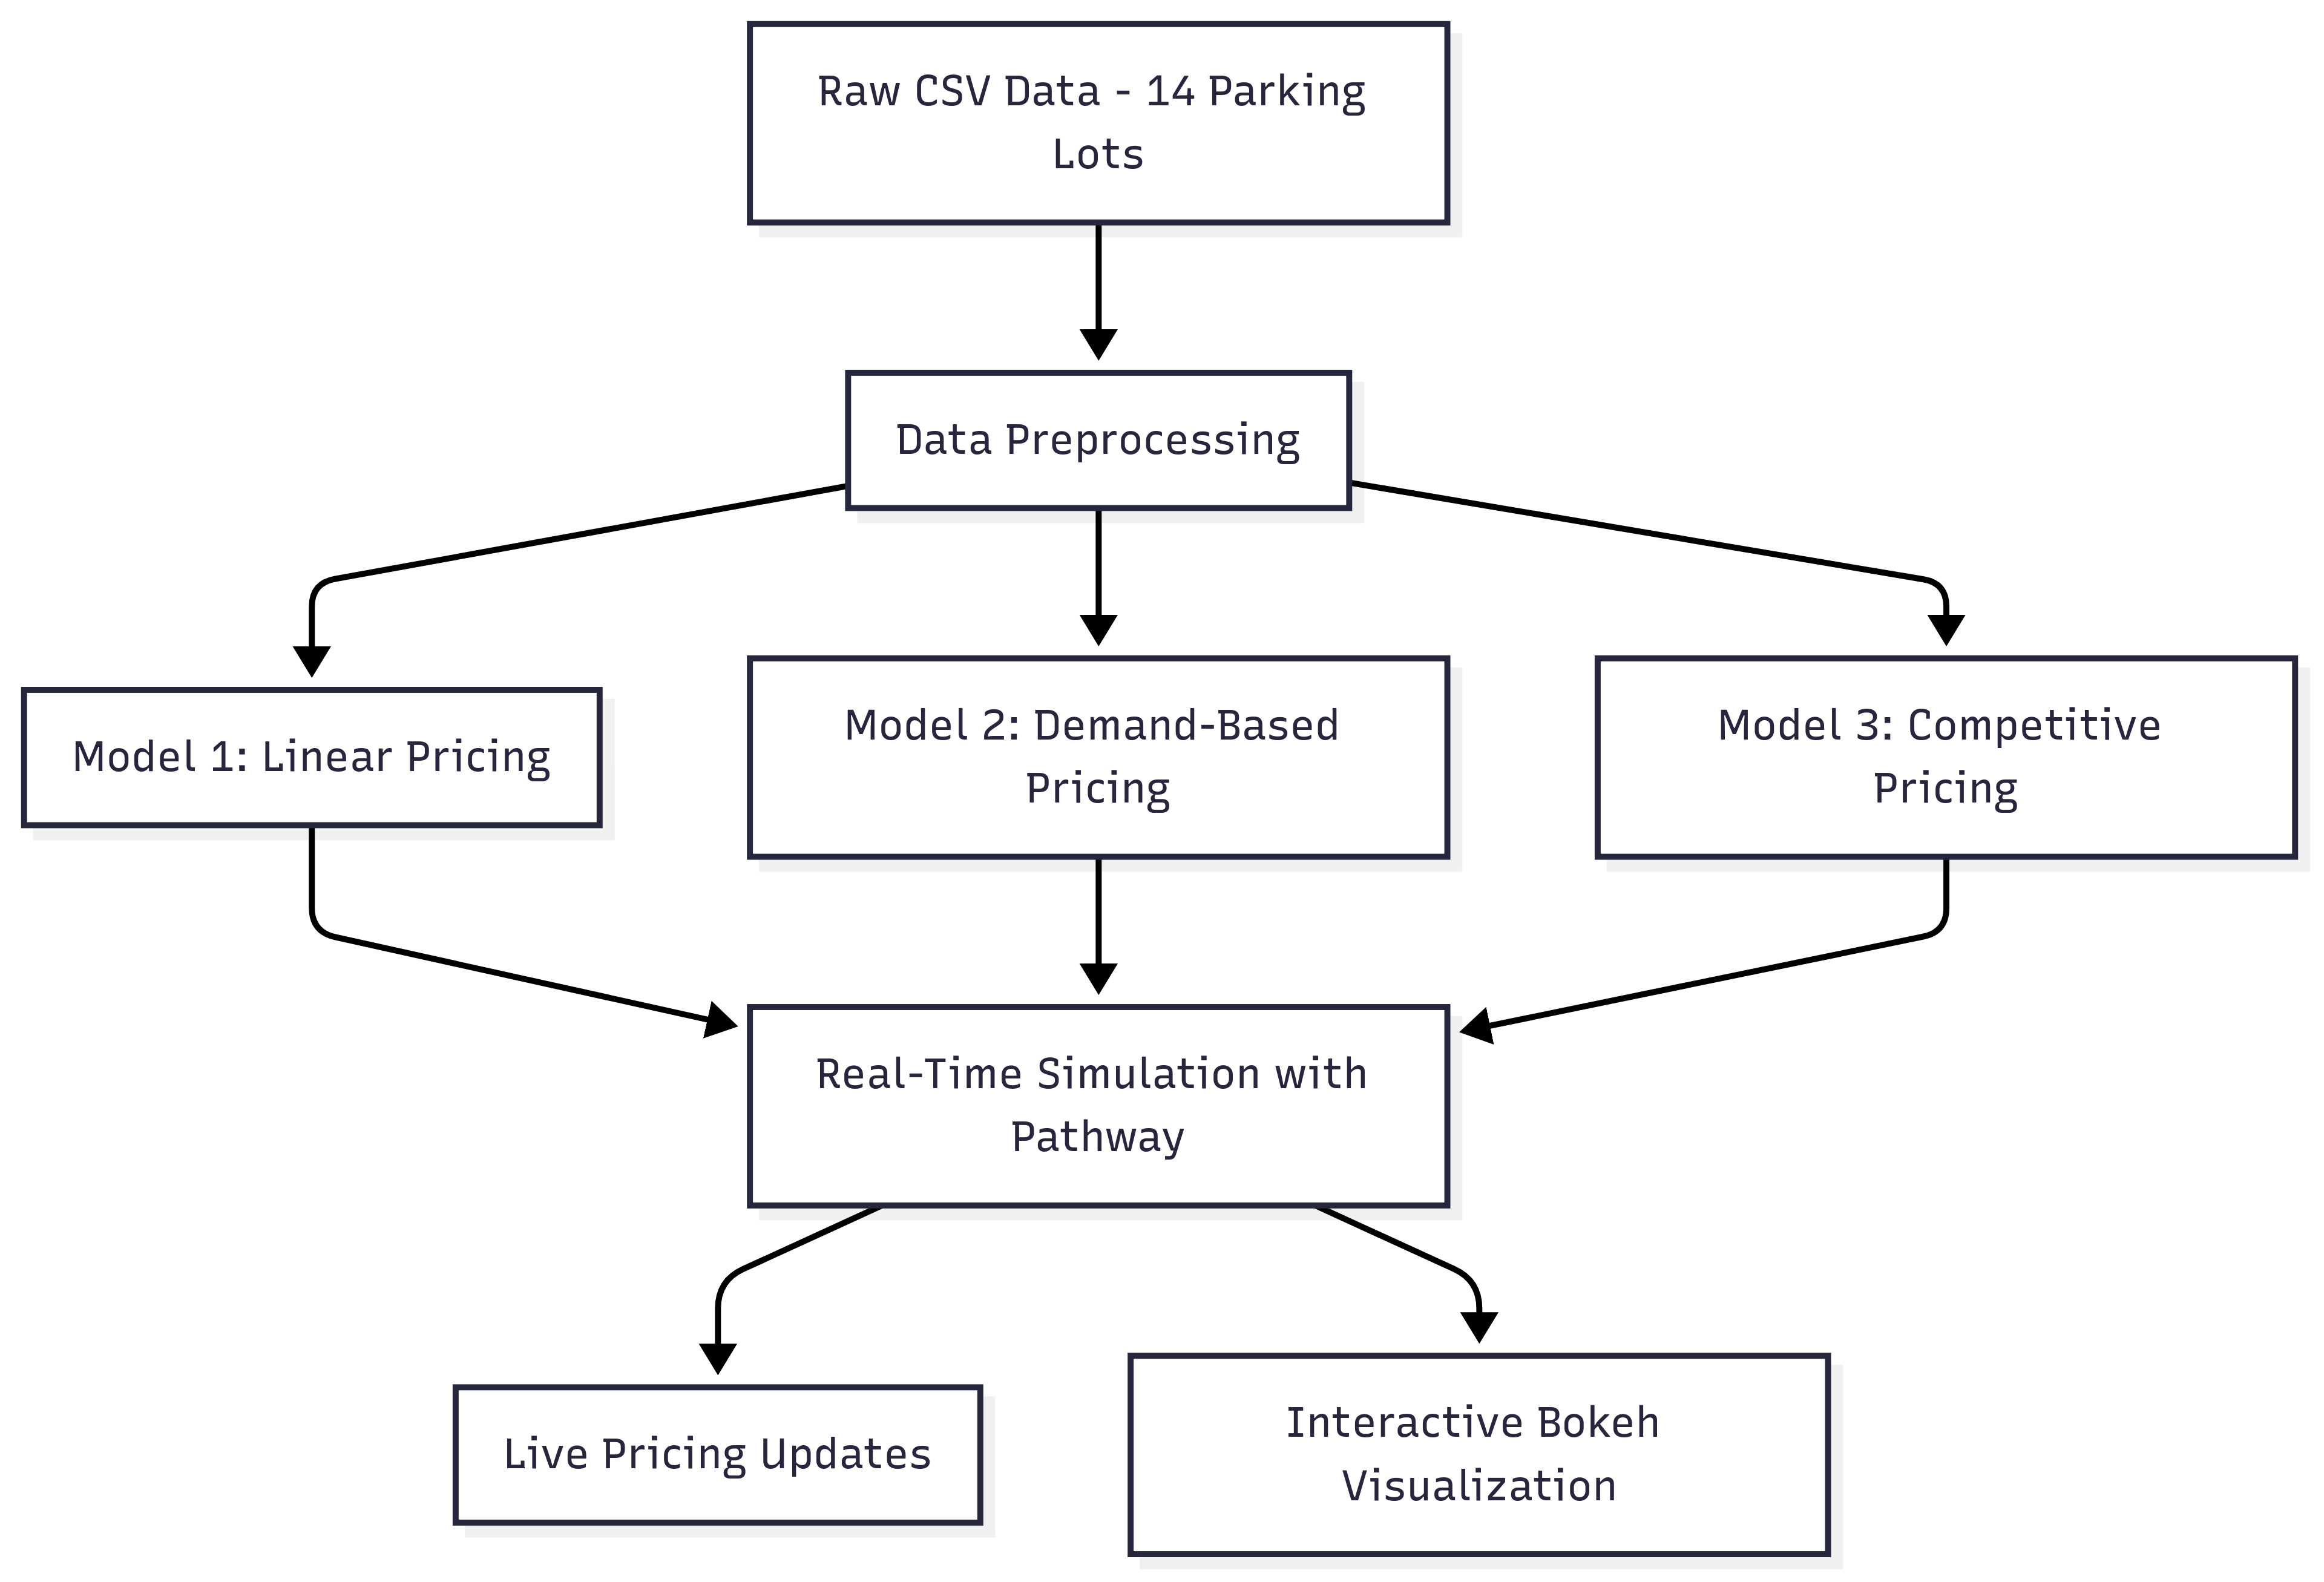 Raw CSV Data - 14 Parking
Lots
Data Preprocessing
Model 1: Linear Pricing
Model 2: Demand-Based
Pricing
Model 3: Competitive
Pricing
Real-Time Simulation with
Pathway
Live Pricing Updates
Interactive Bokeh
Visualization